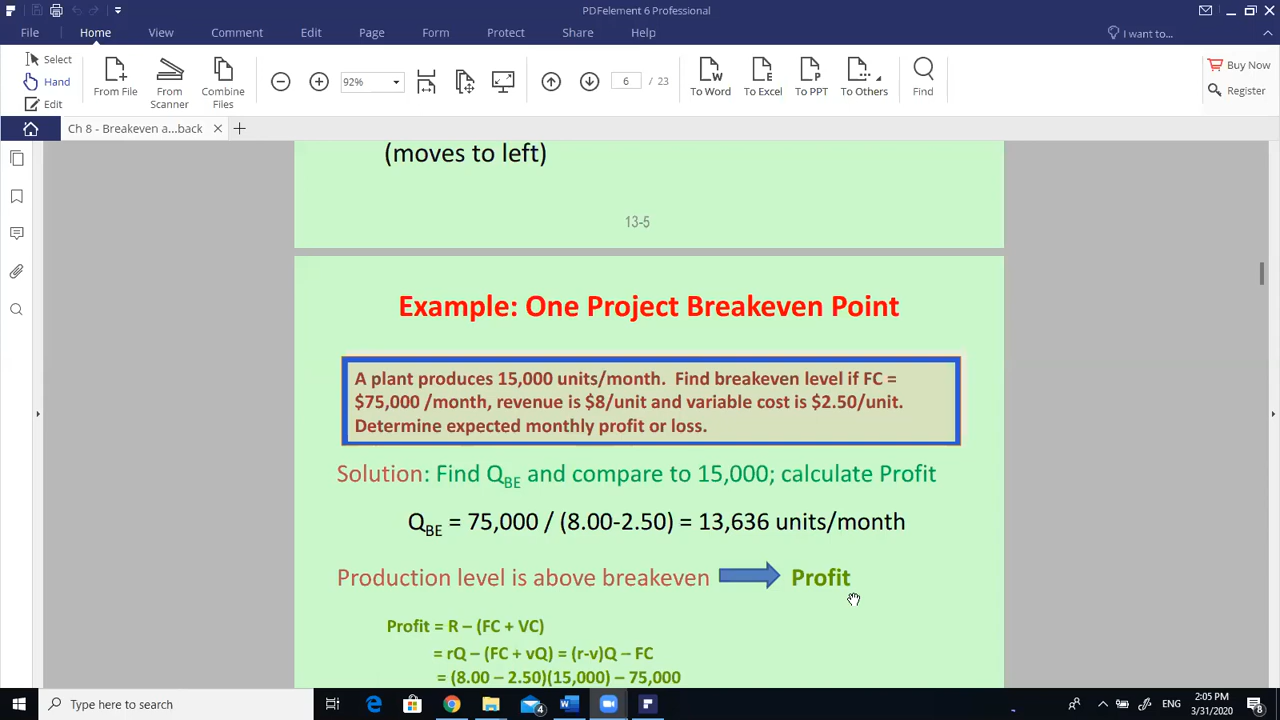 PDFelement 6 Professional
File
Home
View
Comment
Edit
Page
Form
Protect
Share
Help
I want to...
Select
Hand
Edit
From File
From Scanner
Combine Files
92%
6 / 23
To Word
To Excel
To PPT
To Others
Find
Buy Now
Register
Ch 8 - Breakeven a...back
(moves to left)
13-5
Example: One Project Breakeven Point
A plant produces 15,000 units/month. Find breakeven level if FC =
$75,000 /month, revenue is $8/unit and variable cost is $2.50/unit.
Determine expected monthly profit or loss.
Solution: Find QBE and compare to 15,000; calculate Profit
QBE = 75,000 / (8.00-2.50) = 13,636 units/month
Production level is above breakeven Profit
Profit = R – (FC + VC)
= rQ – (FC + vQ) = (r-v)Q – FC
= (8.00 – 2.50)(15,000) – 75,000
Type here to search
4
ENG
2:05 PM
3/31/2020
8